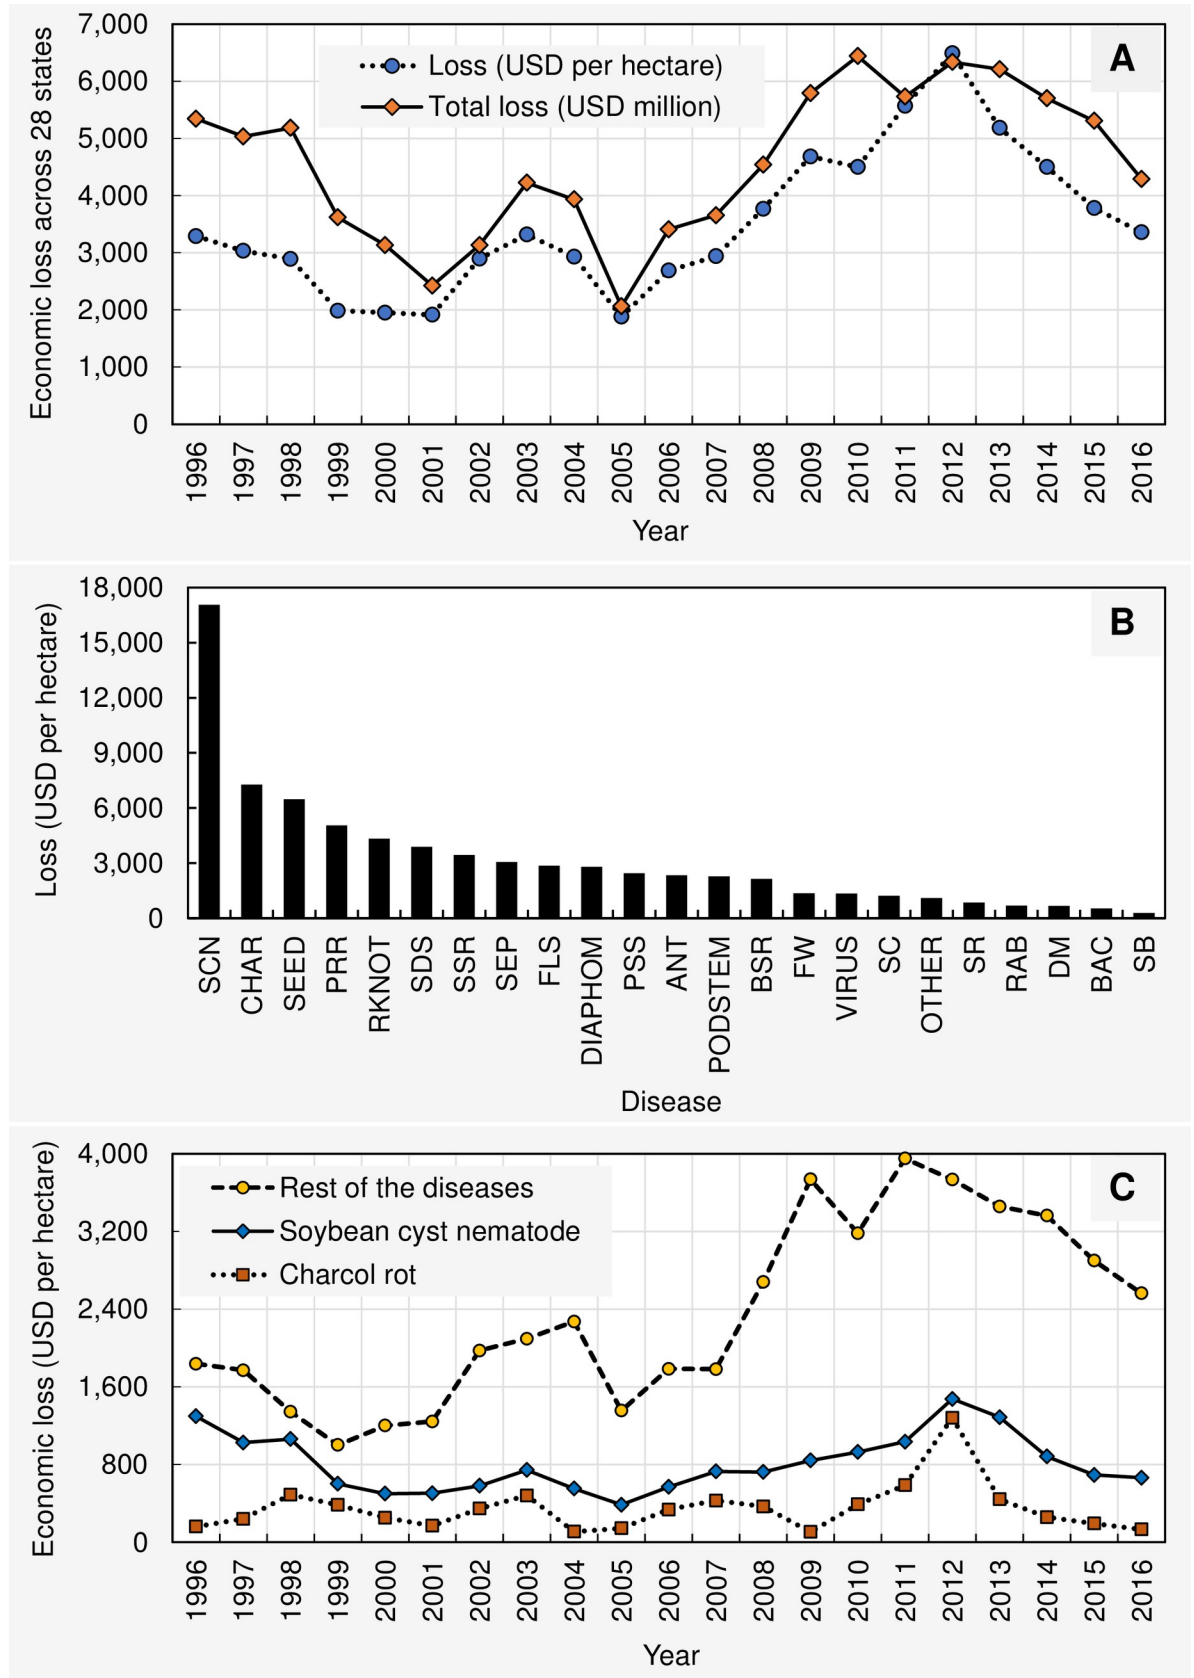 Economic loss across 28 states
7,000
6,000
5,000
4,000
3,000
2,000
1,000
0
Loss (USD per hectare)
Total loss (USD million)
A
1996 1997 1998 1999 2000 2001 2002 2003 2004 2005 2006 2007 2008 2009 2010 2011 2012 2013 2014 2015 2016
Year
Loss (USD per hectare)
18,000
15,000
12,000
9,000
6,000
3,000
0
B
SCN CHAR SEED PRR RKNOT SDS SSR SEP FLS DIAPHOM PSS ANT PODSTEM BSR FW VIRUS SC OTHER SR RAB DM BAC SB
Disease
Economic loss (USD per hectare)
4,000
3,200
2,400
1,600
800
0
Rest of the diseases
Soybean cyst nematode
Charcol rot
C
1996 1997 1998 1999 2000 2001 2002 2003 2004 2005 2006 2007 2008 2009 2010 2011 2012 2013 2014 2015 2016
Year